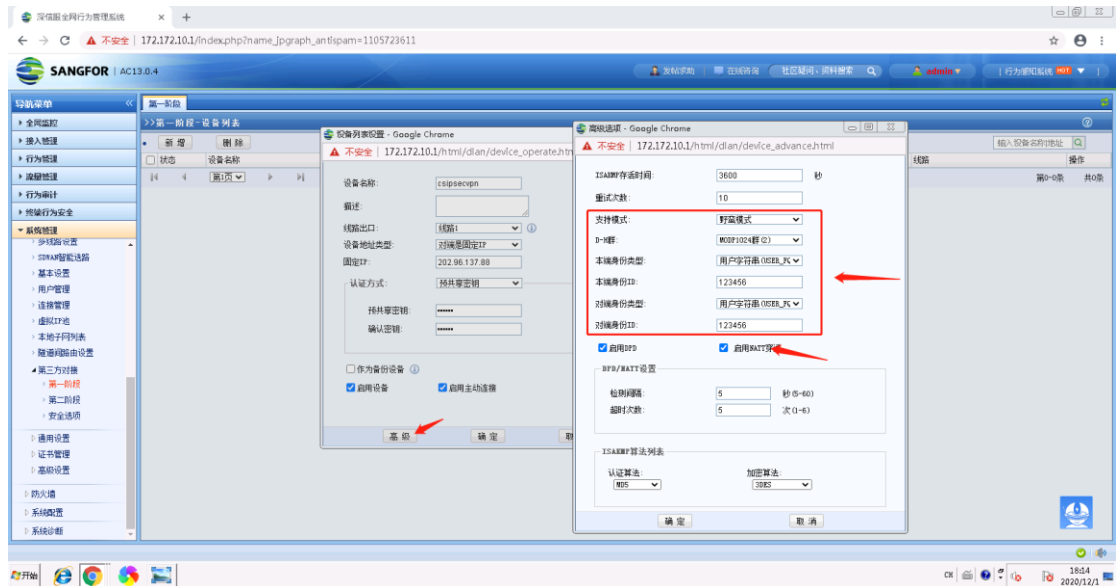 深信服全网行为管理系统
不安全 | 172.172.10.1/index.php?name_jpgraph_antispam=1105723611
SANGFOR | AC13.0.4
发帖求助 | 在线咨询
社区疑问、资料搜索
admin
行为感知系统 HOT
导航菜单
第一阶段
>>第一阶段-设备列表
新增
删除
输入设备名称/地址
状态
设备名称
线路
操作
第1页
第0-0条 共0条
全网监控
接入管理
行为管理
流量管理
行为审计
终端行为安全
系统管理
多线路设置
SDWAN智能选路
基本设置
用户管理
连接管理
虚拟IP池
本地子网列表
隧道间路由设置
第三方对接
第一阶段
第二阶段
安全选项
通用设置
证书管理
高级设置
防火墙
系统配置
系统诊断
设备列表设置 - Google Chrome
不安全 | 172.172.10.1/html/dlan/device_operate.htm
设备名称: csipsecvpn
描述:
线路出口: 线路1
设备地址类型: 对端是固定IP
固定IP: 202.96.137.88
认证方式: 预共享密钥
预共享密钥: ••••••
确认密钥: ••••••
作为备份设备
启用设备
启用主动连接
高级
确定
取
高级选项 - Google Chrome
不安全 | 172.172.10.1/html/dlan/device_advance.html
ISAKMP存活时间: 3600 秒
重试次数: 10
支持模式: 野蛮模式
D-H群: MODP1024群(2)
本端身份类型: 用户字符串(USER_FQ
本端身份ID: 123456
对端身份类型: 用户字符串(USER_FQ
对端身份ID: 123456
启用DPD
启用NATT穿透
DPD/NATT设置
检测间隔: 5 秒(5-60)
超时次数: 5 次(1-6)
ISAKMP算法列表
认证算法:
加密算法:
MD5
3DES
确定
取消
开始
CH
18:14
2020/12/1